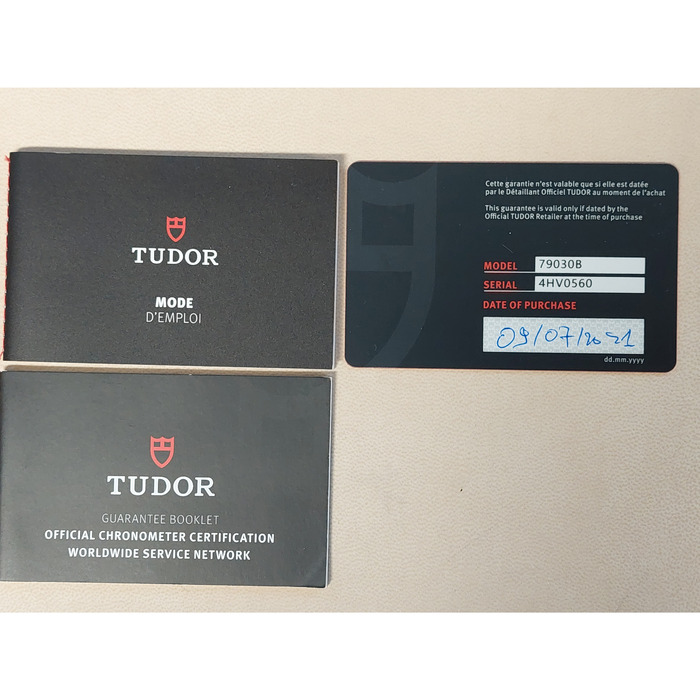 TUDOR
MODE
D'EMPLOI
Cette garantie n'est valable que si elle est datée
par le Détaillant Officiel TUDOR au moment de l'achat
This guarantee is valid only if dated by the
Official TUDOR Retailer at the time of purchase
MODEL 79030B
SERIAL 4HV0560
DATE OF PURCHASE
09/07/2021
dd.mm.yyyy
TUDOR
GUARANTEE BOOKLET
OFFICIAL CHRONOMETER CERTIFICATION
WORLDWIDE SERVICE NETWORK